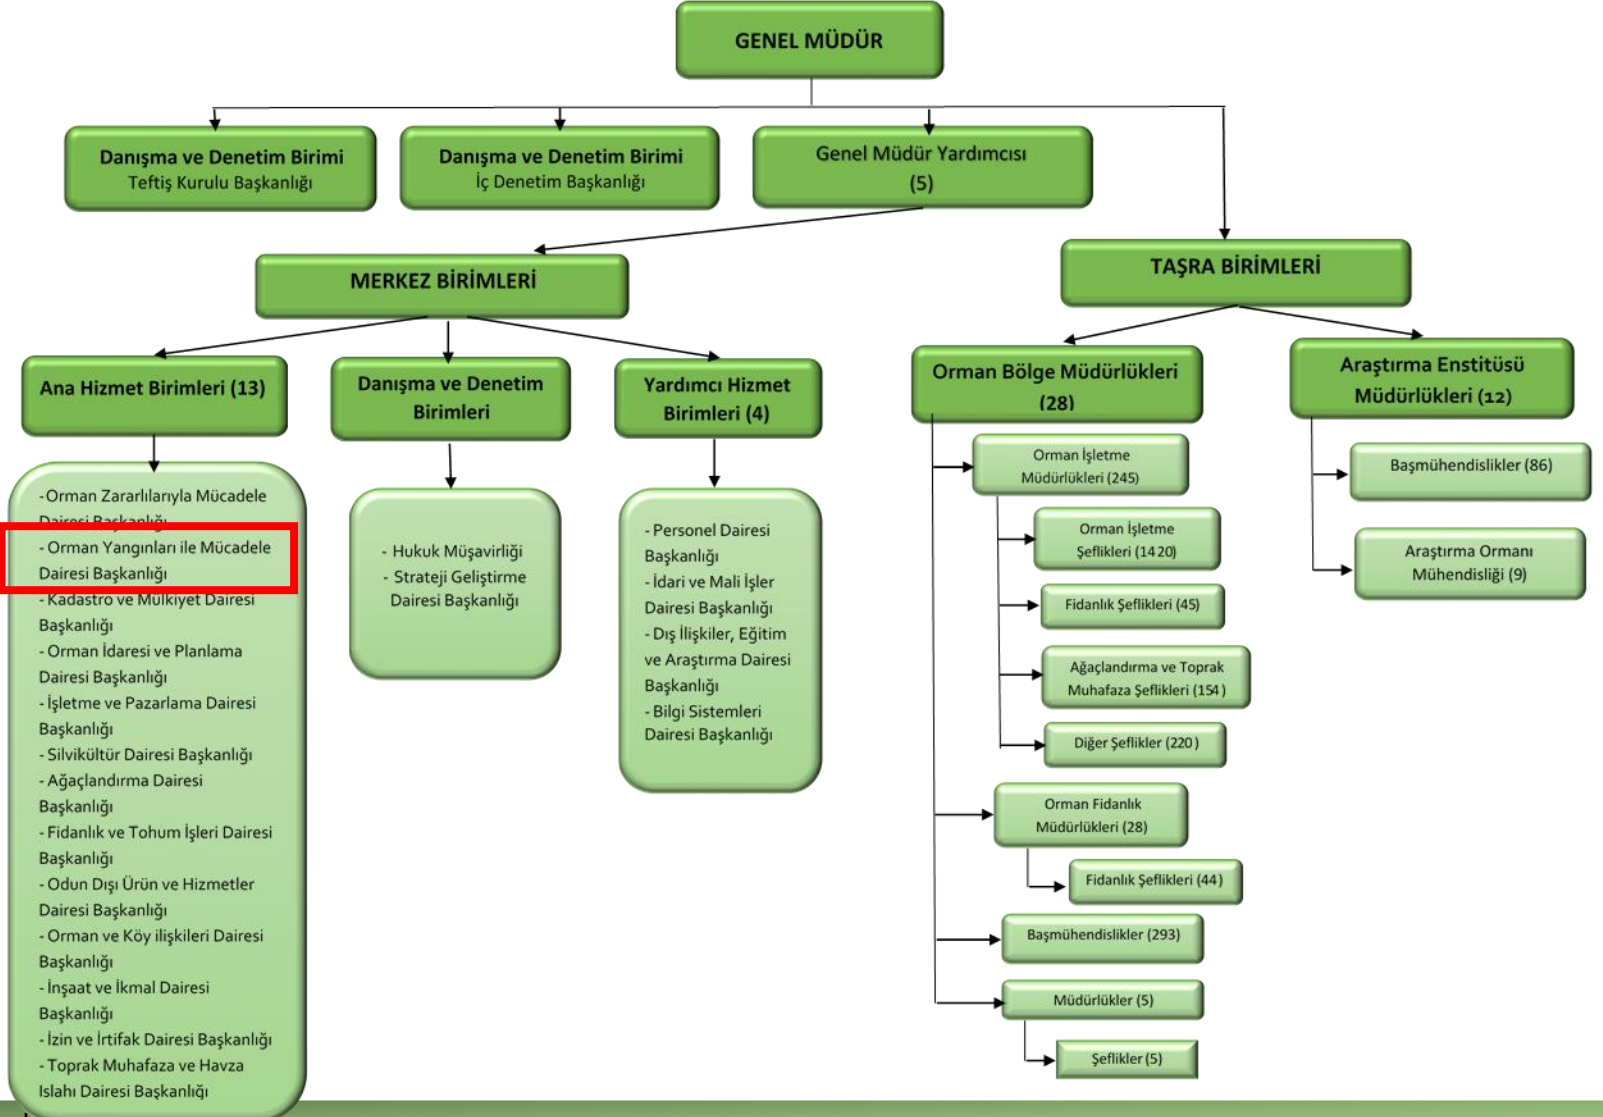 GENEL MÜDÜR
Danışma ve Denetim Birimi
Teftiş Kurulu Başkanlığı
Danışma ve Denetim Birimi
İç Denetim Başkanlığı
Genel Müdür Yardımcısı
(5)
MERKEZ BİRİMLERİ
TAŞRA BİRİMLERİ
Ana Hizmet Birimleri (13)
- Orman Zararlılarıyla Mücadele
Dairesi Başkanlığı
- Orman Yangınları ile Mücadele
Dairesi Başkanlığı
- Kadastro ve Mülkiyet Dairesi
Başkanlığı
- Orman İdaresi ve Planlama
Dairesi Başkanlığı
- İşletme ve Pazarlama Dairesi
Başkanlığı
- Silvikültür Dairesi Başkanlığı
- Ağaçlandırma Dairesi
Başkanlığı
- Fidanlık ve Tohum İşleri Dairesi
Başkanlığı
- Odun Dışı Ürün ve Hizmetler
Dairesi Başkanlığı
- Orman ve Köy ilişkileri Dairesi
Başkanlığı
- İnşaat ve İkmal Dairesi
Başkanlığı
- İzin ve İrtifak Dairesi Başkanlığı
- Toprak Muhafaza ve Havza
Islahı Dairesi Başkanlığı
Danışma ve Denetim
Birimleri
- Hukuk Müşavirliği
- Strateji Geliştirme
Dairesi Başkanlığı
Yardımcı Hizmet
Birimleri (4)
- Personel Dairesi
Başkanlığı
- İdari ve Mali İşler
Dairesi Başkanlığı
- Dış İlişkiler, Eğitim
ve Araştırma Dairesi
Başkanlığı
- Bilgi Sistemleri
Dairesi Başkanlığı
Orman Bölge Müdürlükleri
(28)
Orman İşletme
Müdürlükleri (245)
Orman İşletme
Şeflikleri (1420)
Fidanlık Şeflikleri (45)
Ağaçlandırma ve Toprak
Muhafaza Şeflikleri (154)
Diğer Şeflikler (220)
Orman Fidanlık
Müdürlükleri (28)
Fidanlık Şeflikleri (44)
Başmühendislikler (293)
Müdürlükler (5)
Şeflikler (5)
Araştırma Enstitüsü
Müdürlükleri (12)
Başmühendislikler (86)
Araştırma Ormanı
Mühendisliği (9)